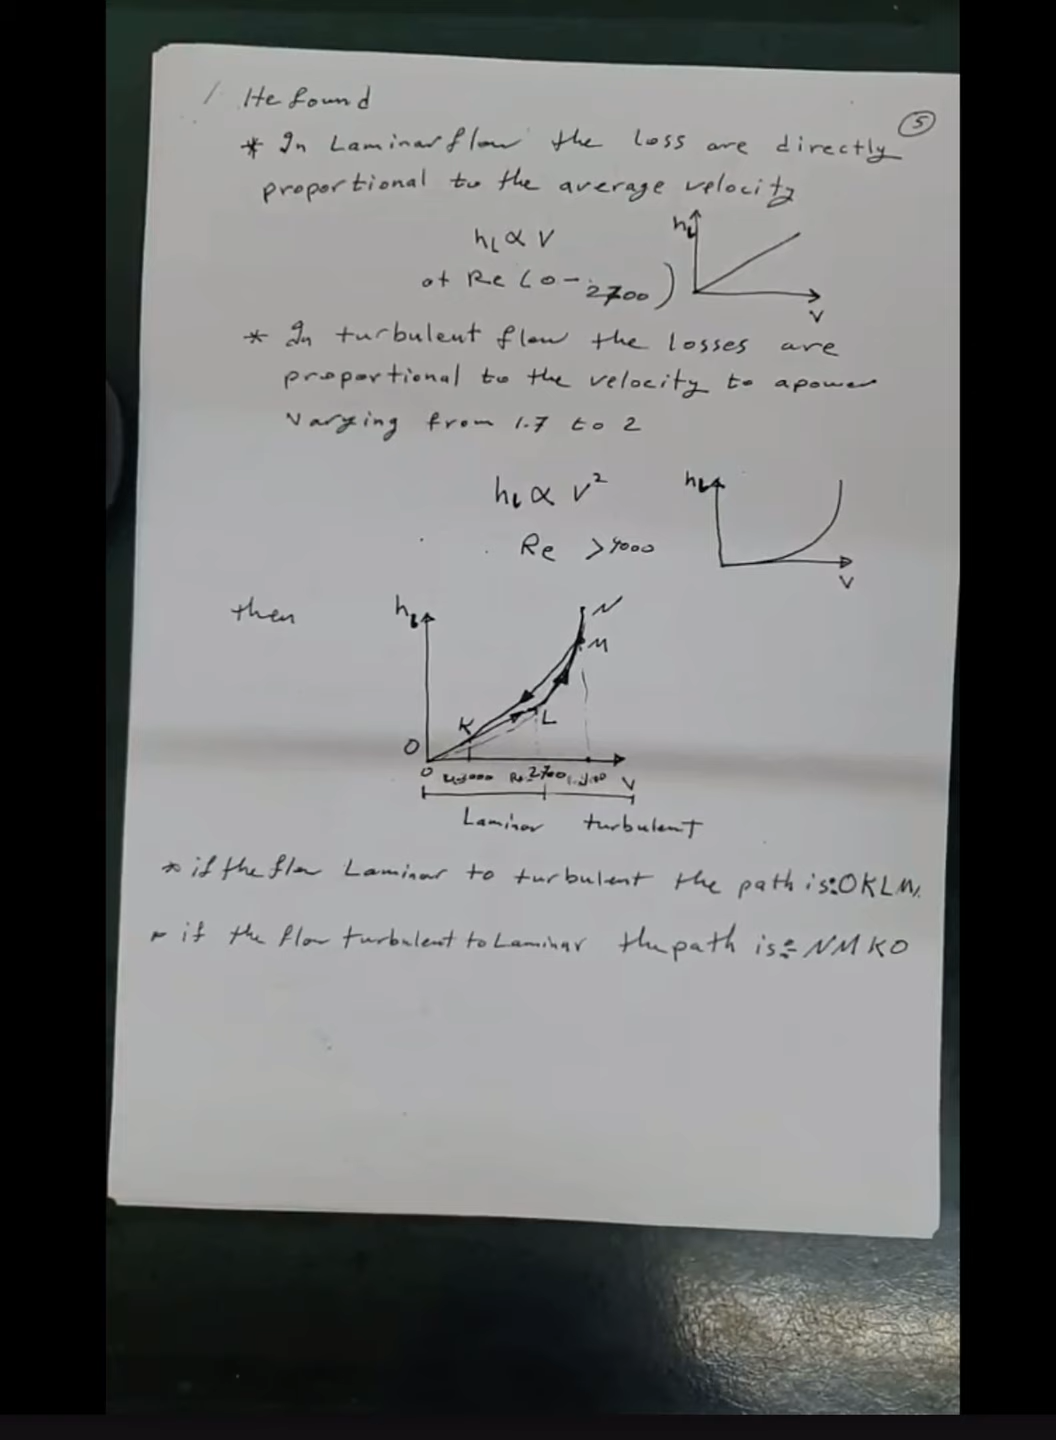 He found
5
* In Laminar flow the loss are directly
proportional to the average velocity
hL ∝ V
at Re (0 - 2700)
hL
V
* In turbulent flow the losses are
proportional to the velocity to a power
Varying from 1.7 to 2
hL ∝ V²
Re > 4000
hL
V
then
hL
N
M
K
L
O
0
2700
V
Laminar turbulent
* if the flow Laminar to turbulent the path is: OKLM
* if the flow turbulent to Laminar the path is: NMKO